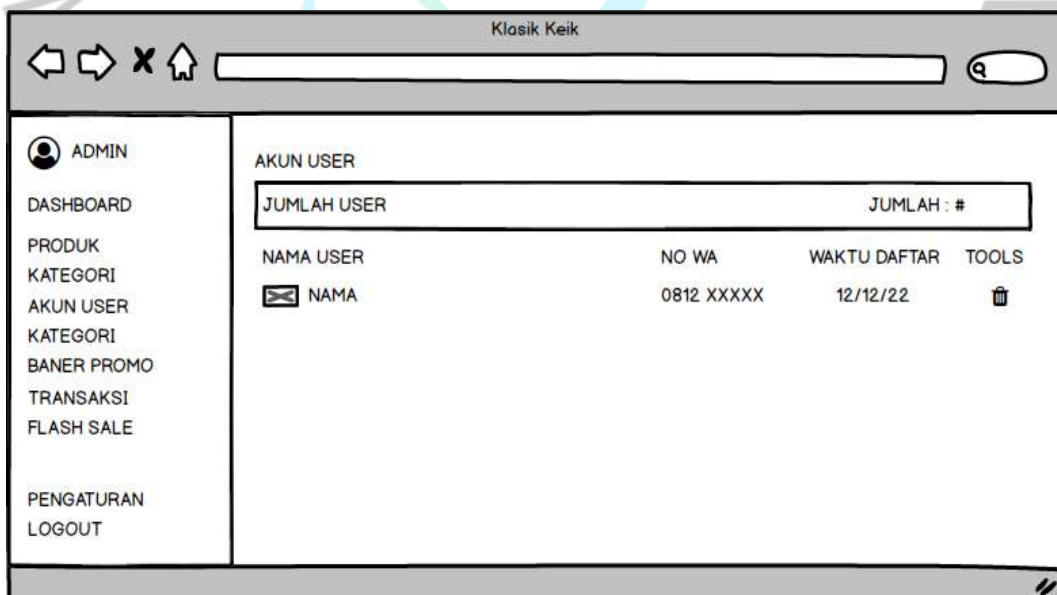 Klasik Keik
ADMIN
DASHBOARD
PRODUK
KATEGORI
AKUN USER
KATEGORI
BANER PROMO
TRANSAKSI
FLASH SALE
PENGATURAN
LOGOUT
AKUN USER
JUMLAH USER JUMLAH : #
NAMA USER NO WA WAKTU DAFTAR TOOLS
NAMA 0812 XXXXX 12/12/22